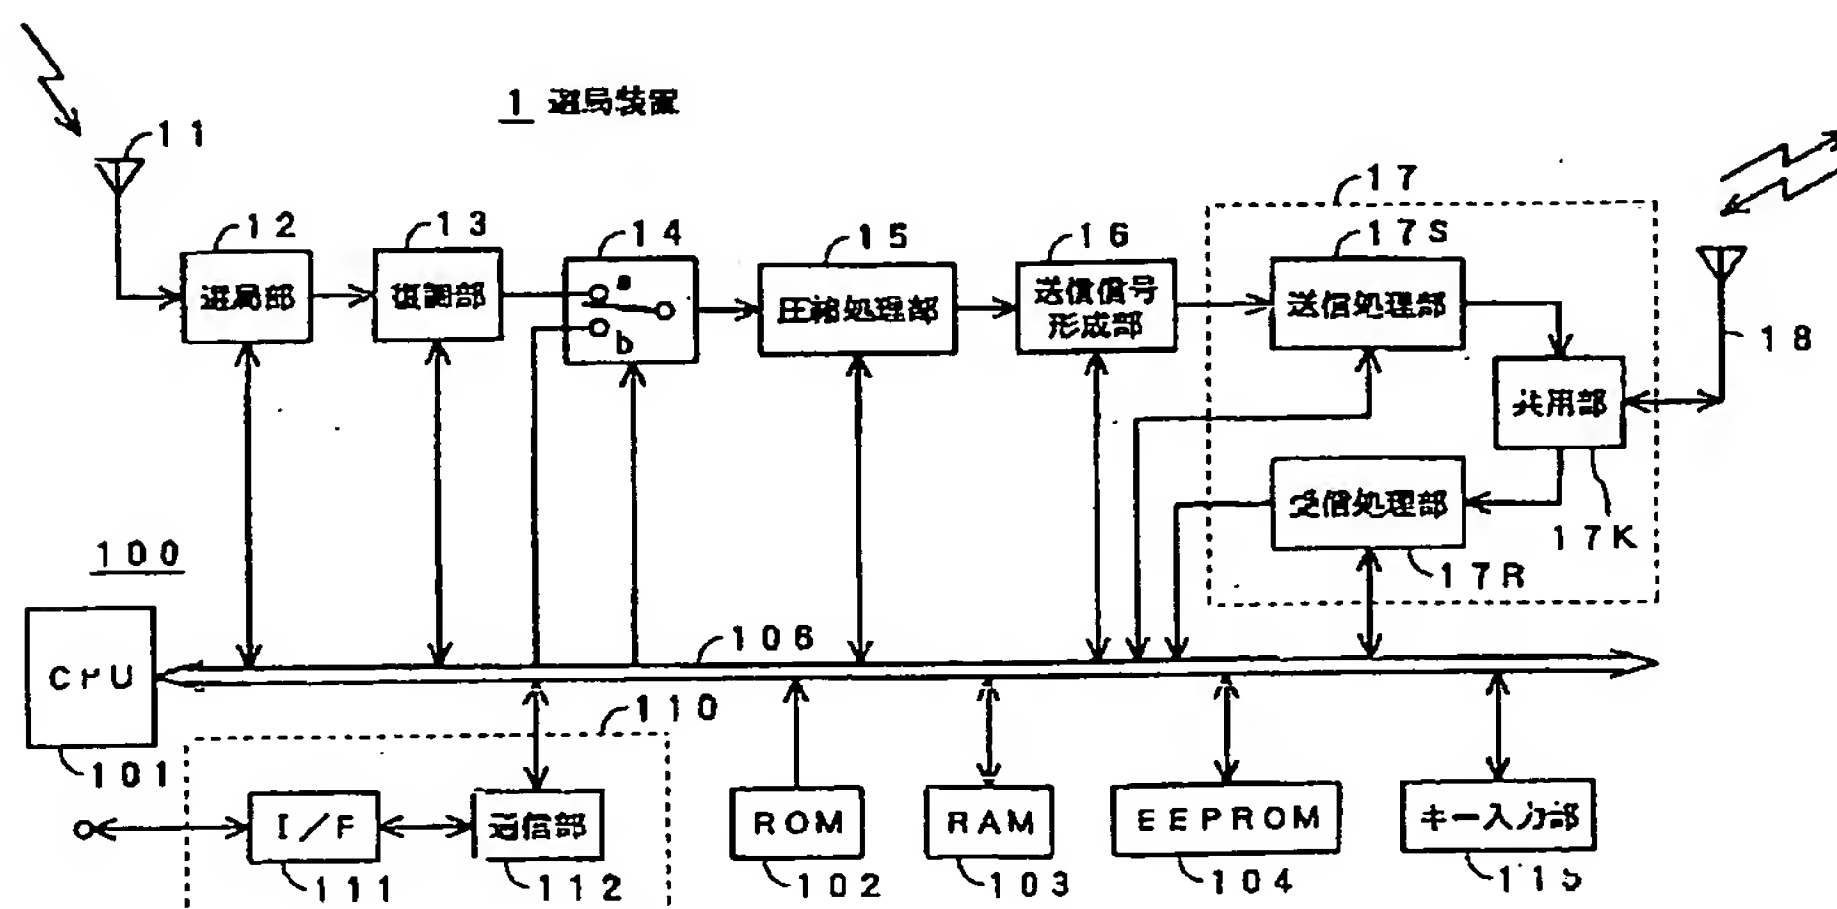 1 選局装置
11
12
13
14
15
16
17
17S
選局部
復調部
a
b
圧縮処理部
送信信号
形成部
送信処理部
18
共用部
受信処理部
17K
17R
100
CPU
101
106
110
I/F
111
通信部
112
ROM
102
RAM
103
EEPROM
104
キー入力部
115